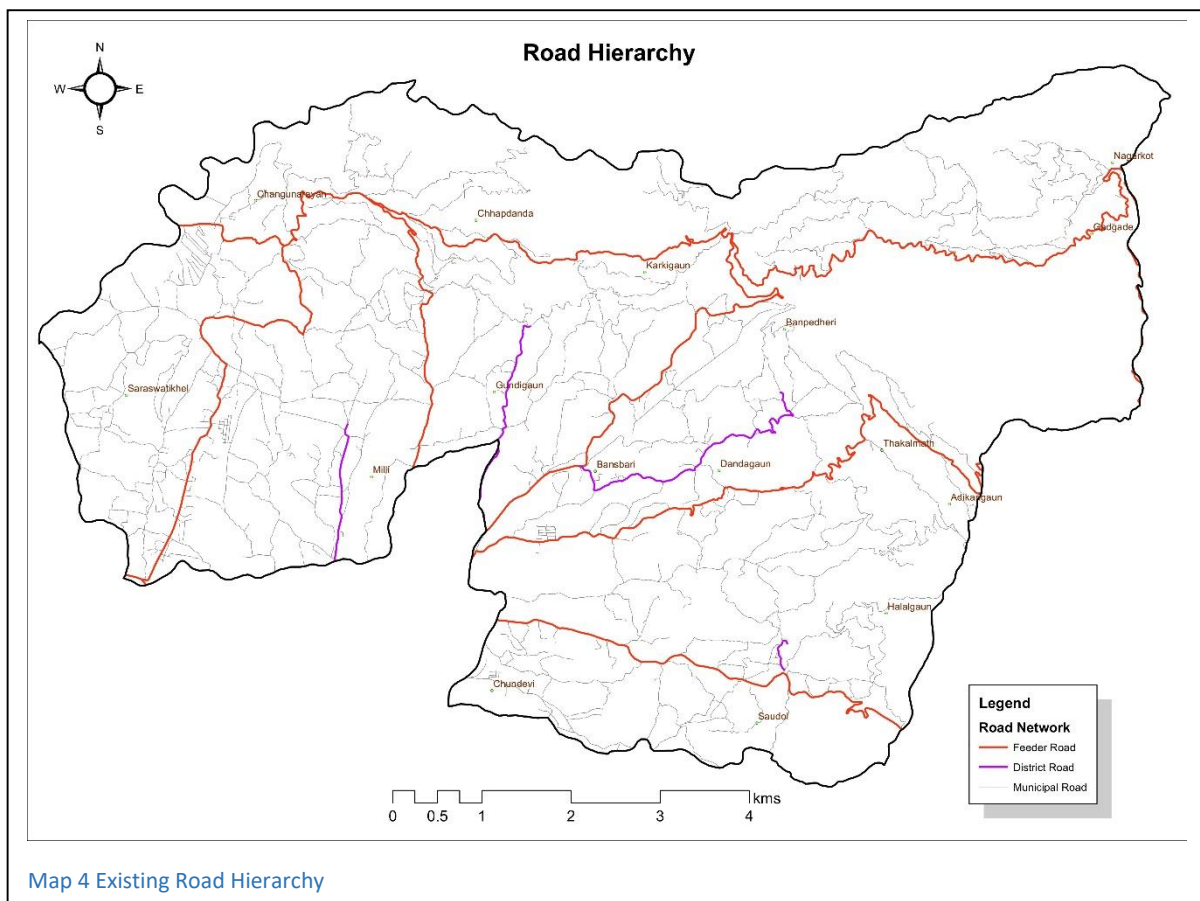 Road Hierarchy
N
W E
S
Nagarkot
Changunarayan
Chhapdanda
Gadgade
Karkigaun
Banpedheri
Saraswatikhel
Gundigaun
Thakalmath
Bansbari
Dandagaun
Milli
Adikarigaun
Halalgaun
Chundevi
Saudol
Legend
Road Network
Feeder Road
District Road
Municipal Road
kms
0 0.5 1 2 3 4
Map 4 Existing Road Hierarchy